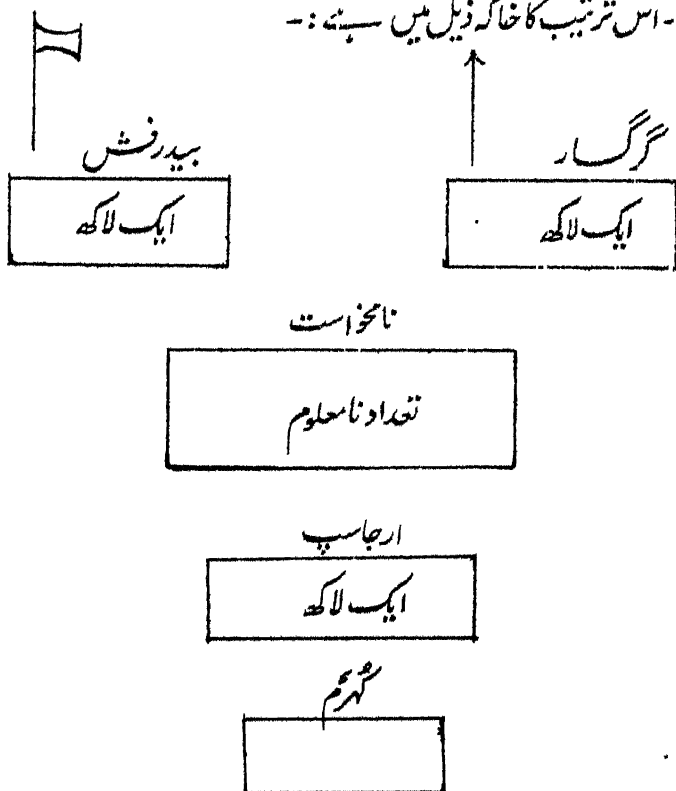 -اس ترتیب کا خاکہ ذیل میں ہے :-
گرگسار
بیدرفش
ایک لاکھ
ایک لاکھ
نامخواست
تعداد نامعلوم
ارجاسپ
ایک لاکھ
کُہرُم